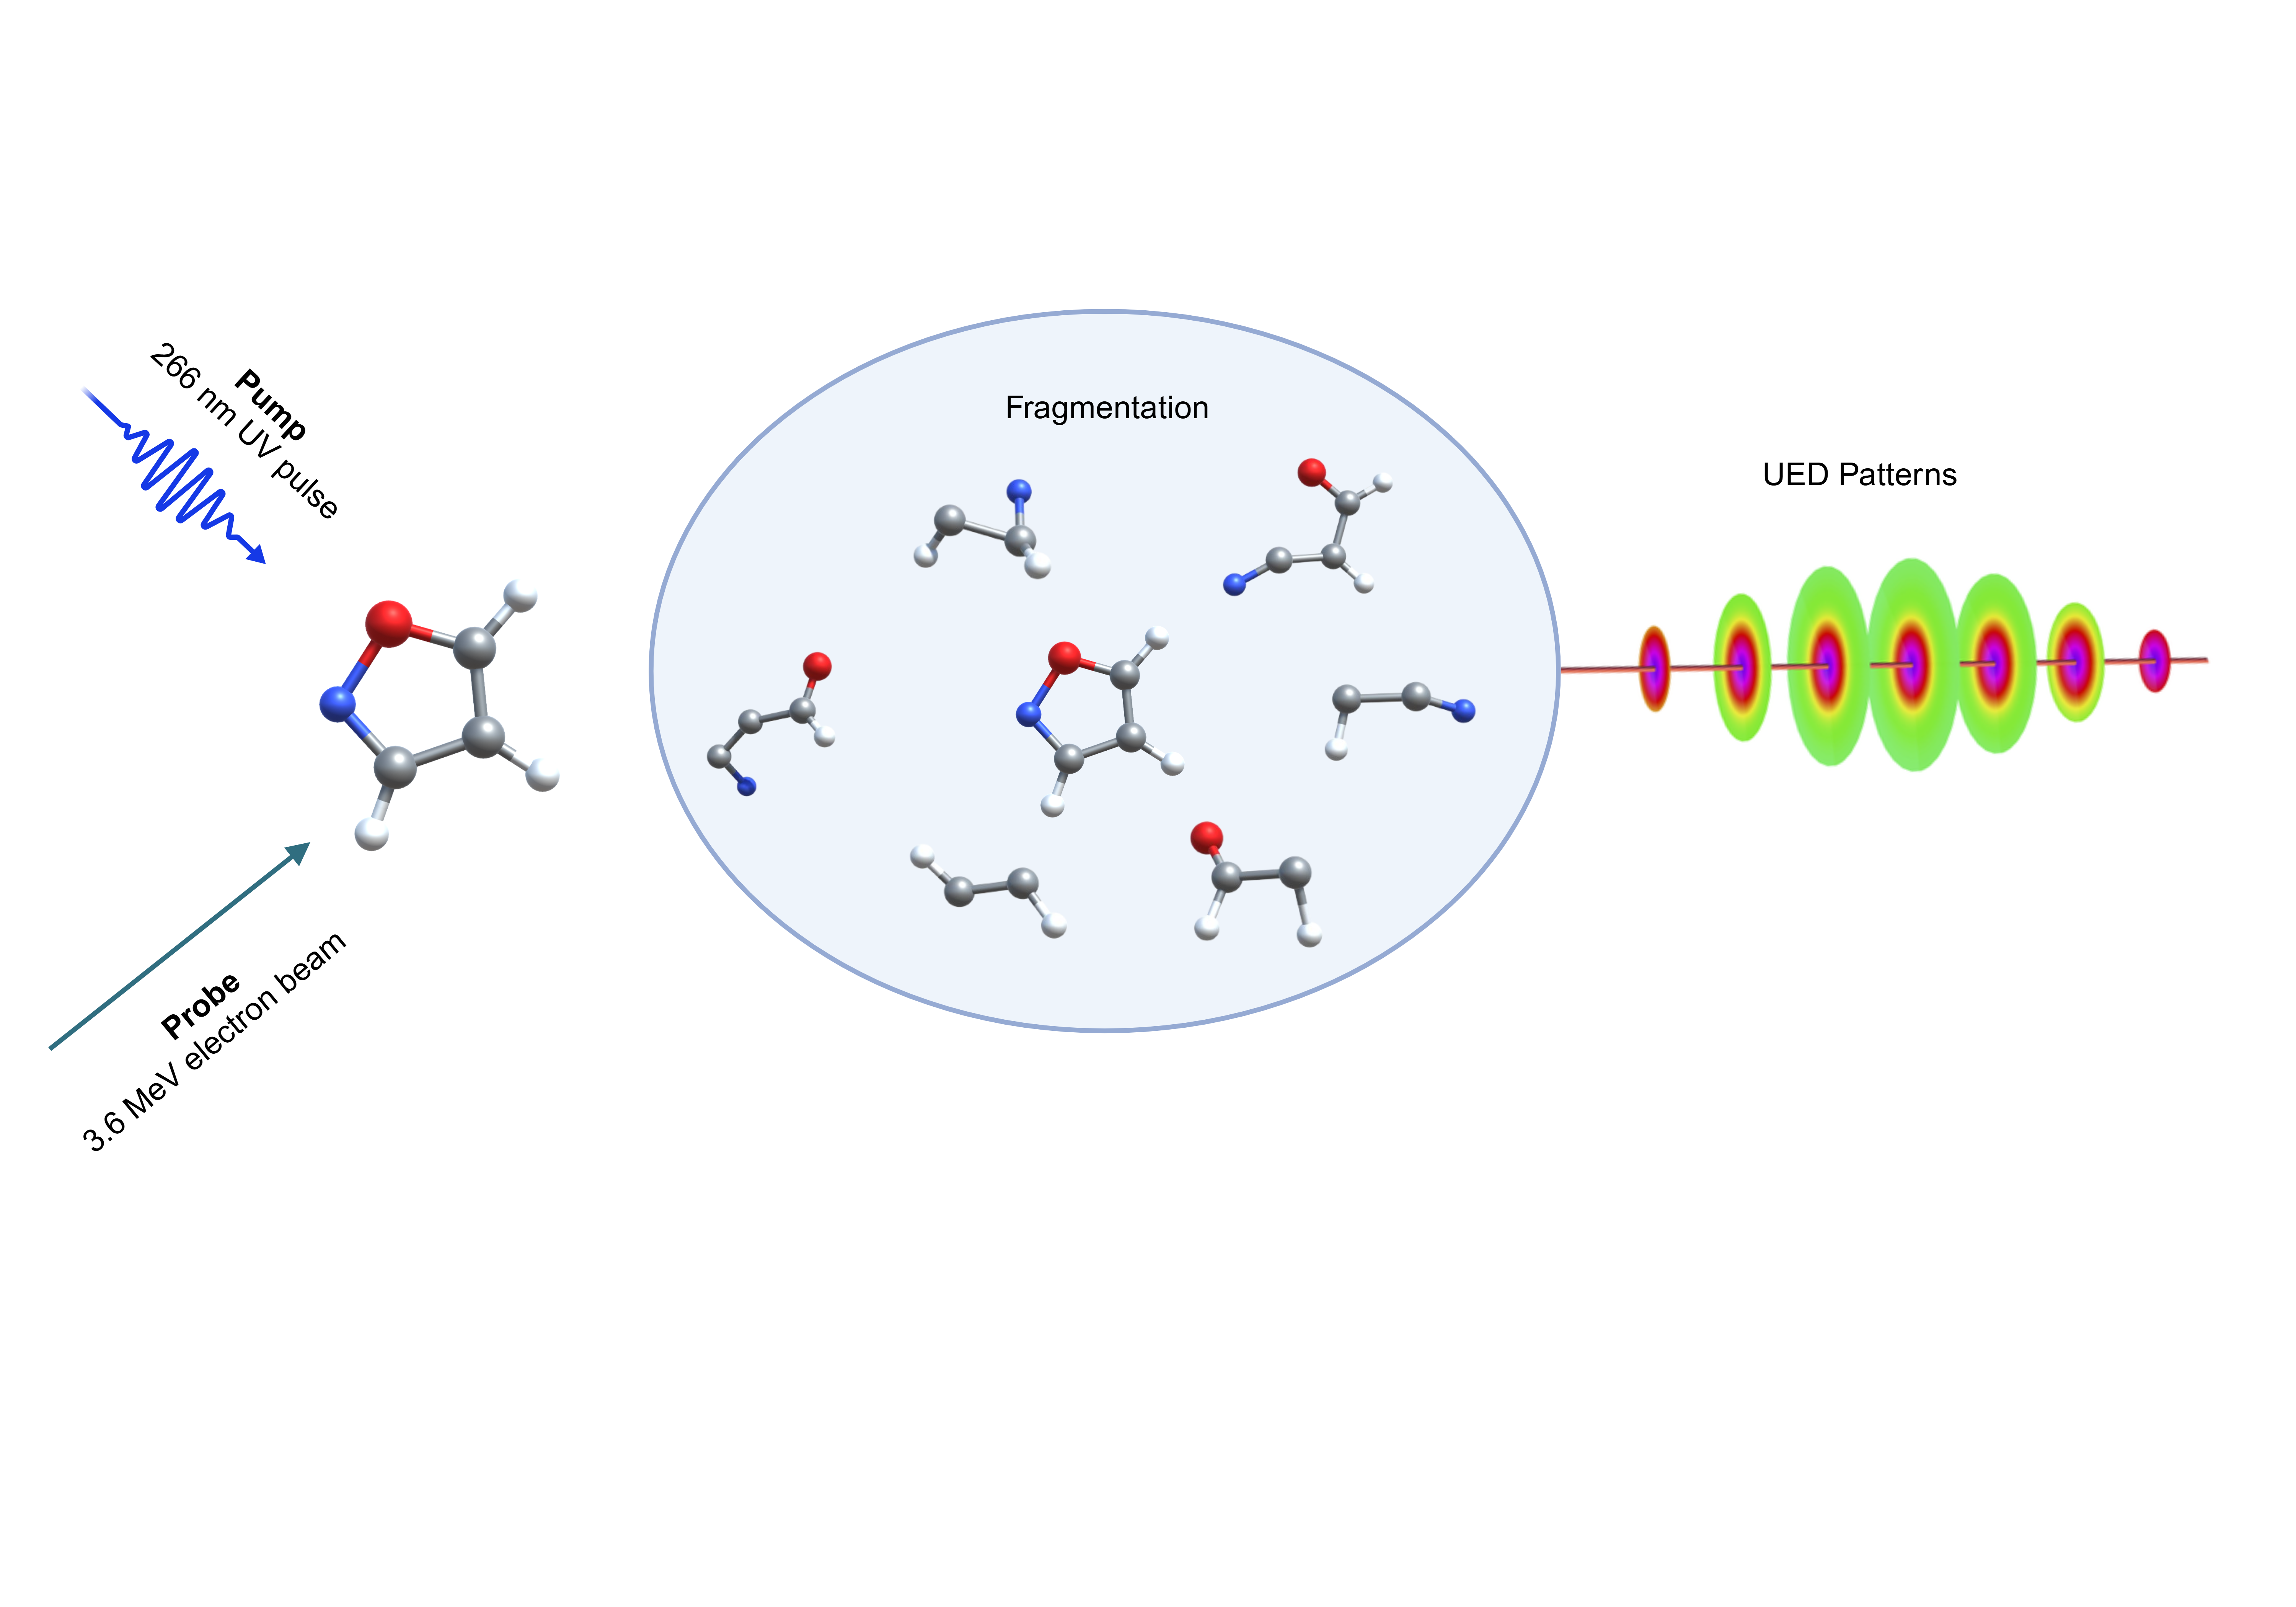 Pump
266 nm UV pulse
Fragmentation
UED Patterns
Probe
3.6 MeV electron beam